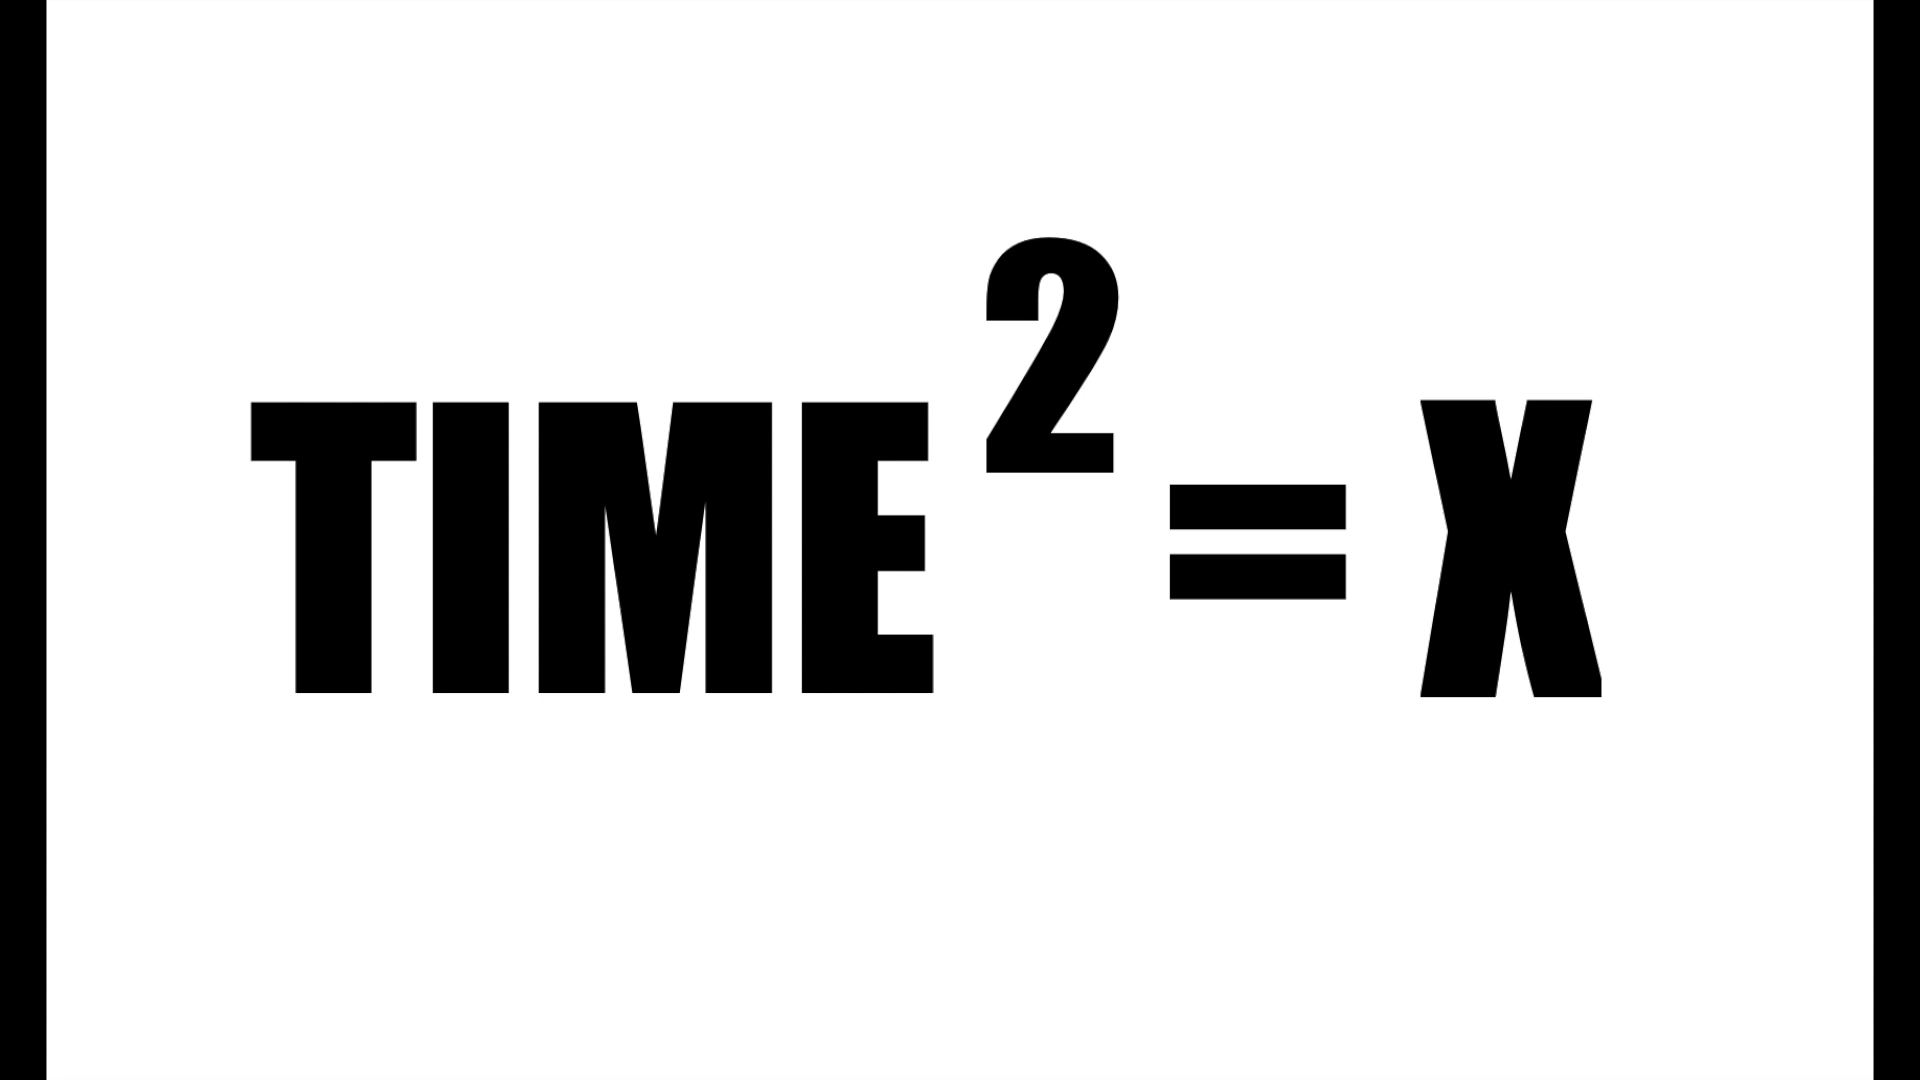 TIME² = X